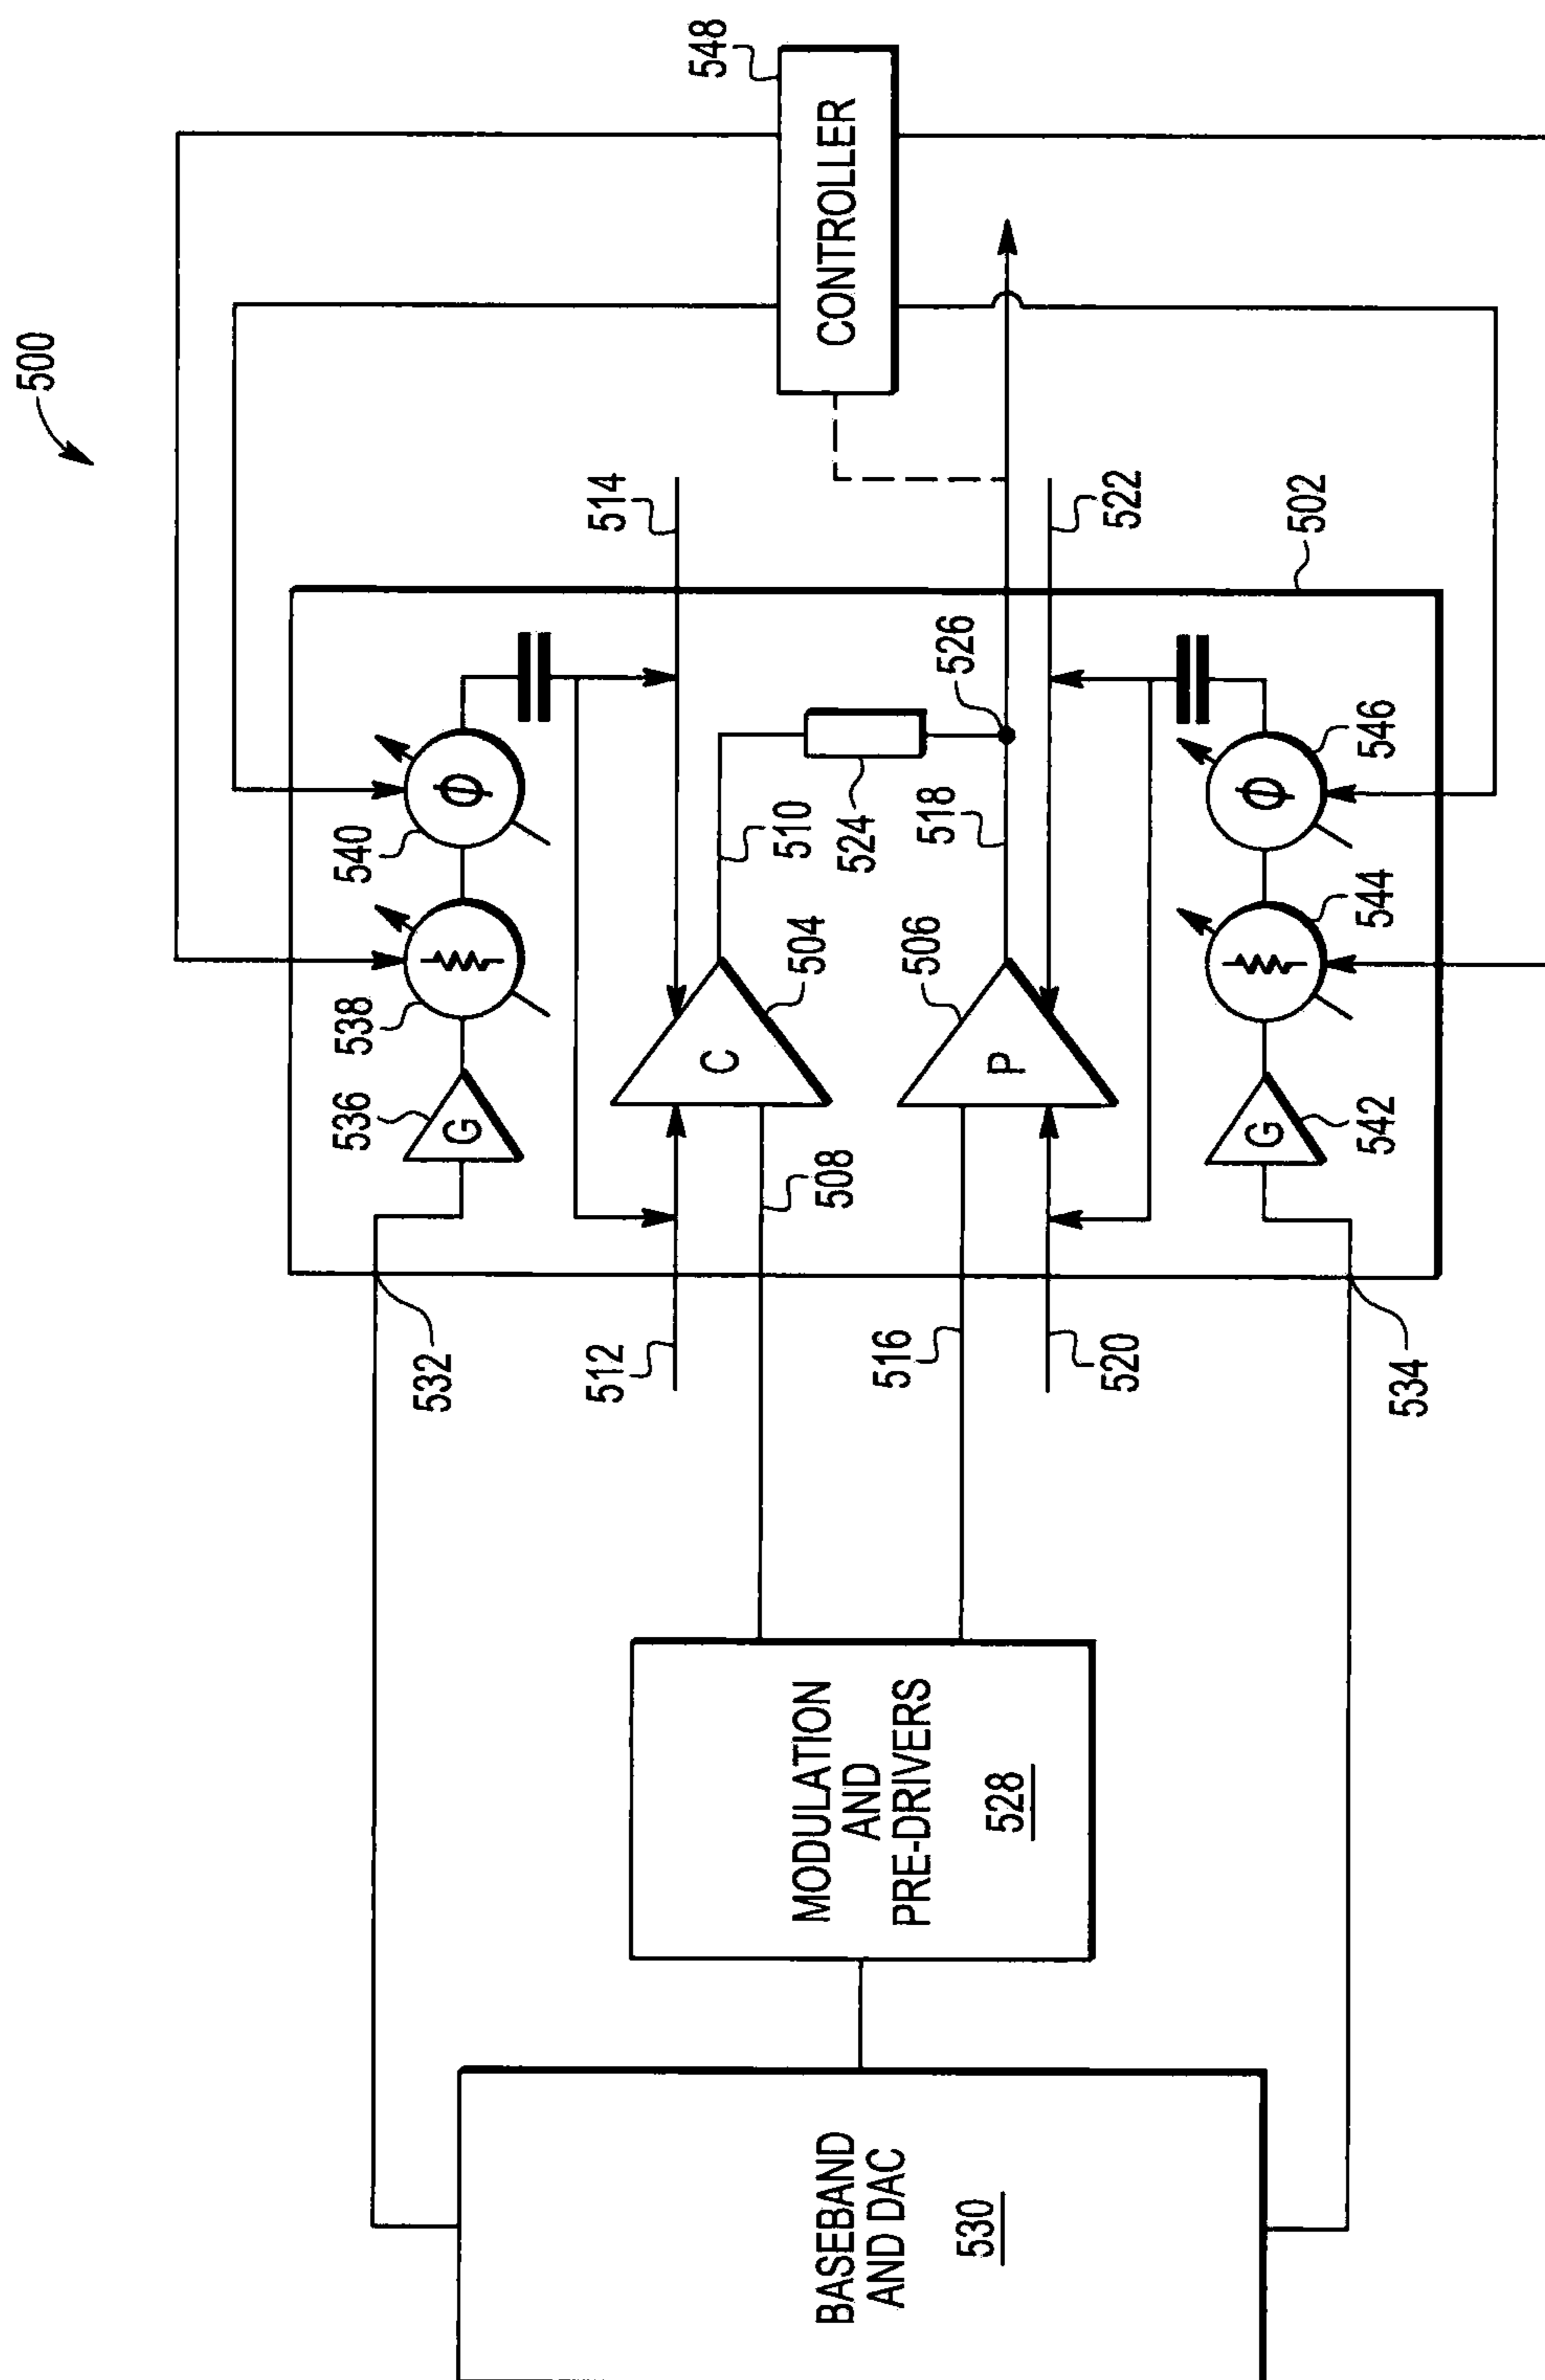 500
548
CONTROLLER
514
522
502
540
538
536
G
Φ
510
524
526
518
504
C
508
506
P
546
544
542
G
Φ
532
512
516
520
534
MODULATION
AND
PRE-DRIVERS
528
BASEBAND
AND DAC
530